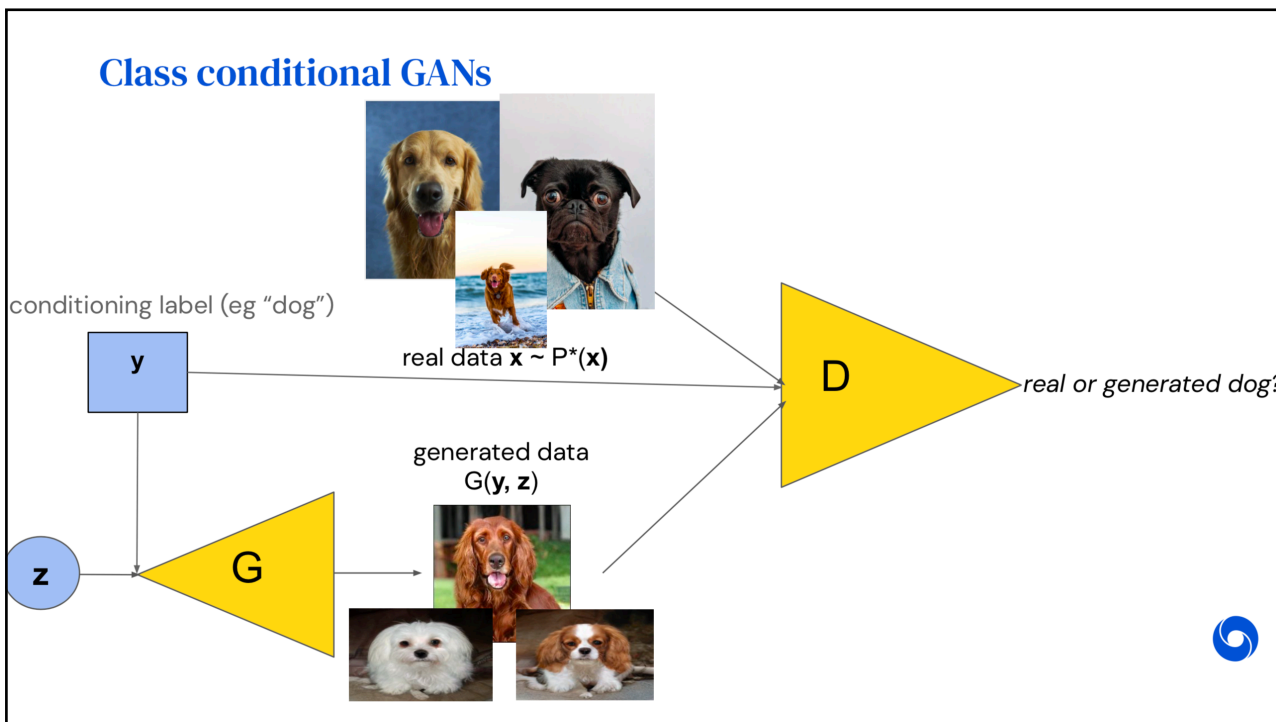 Class conditional GANs
conditioning label (eg “dog”)
y
real data x ~ P*(x)
D
real or generated dog?
generated data
G(y, z)
z
G